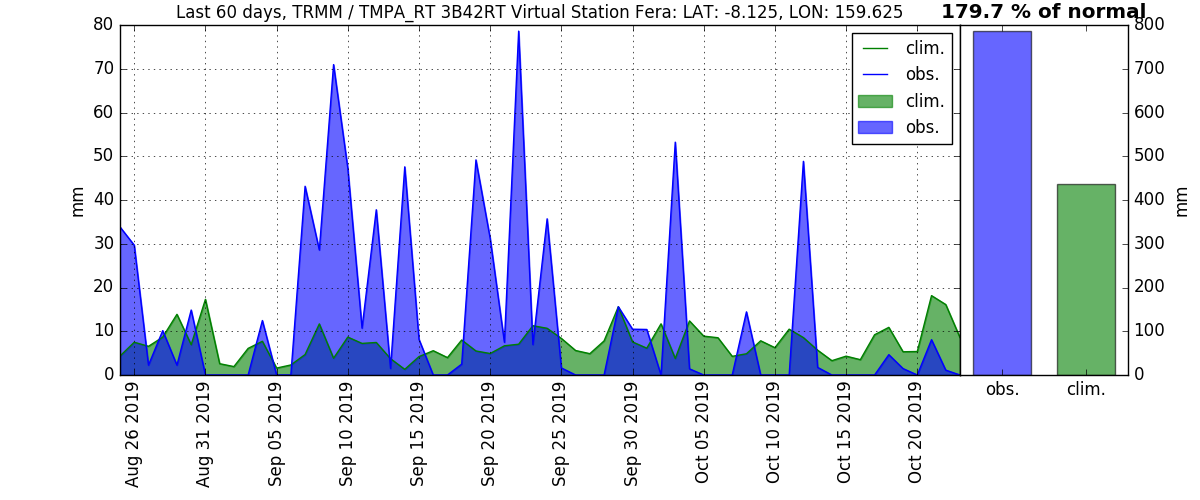 Last 60 days, TRMM / TMPA_RT 3B42RT Virtual Station Fera: LAT: -8.125, LON: 159.625
179.7 % of normal
80
70
60
50
40
30
20
10
0
mm
clim.
obs.
clim.
obs.
800
700
600
500
400
300
200
100
0
mm
obs.
clim.
Aug 26 2019
Aug 31 2019
Sep 05 2019
Sep 10 2019
Sep 15 2019
Sep 20 2019
Sep 25 2019
Sep 30 2019
Oct 05 2019
Oct 10 2019
Oct 15 2019
Oct 20 2019